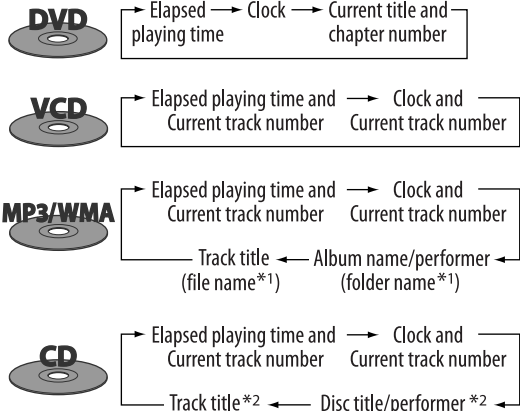 DVD
Elapsed playing time → Clock → Current title and chapter number
VCD
Elapsed playing time and Current track number → Clock and Current track number
MP3/WMA
Elapsed playing time and Current track number → Clock and Current track number
Track title (file name*1) ← Album name/performer (folder name*1)
CD
Elapsed playing time and Current track number → Clock and Current track number
Track title*2 ← Disc title/performer *2